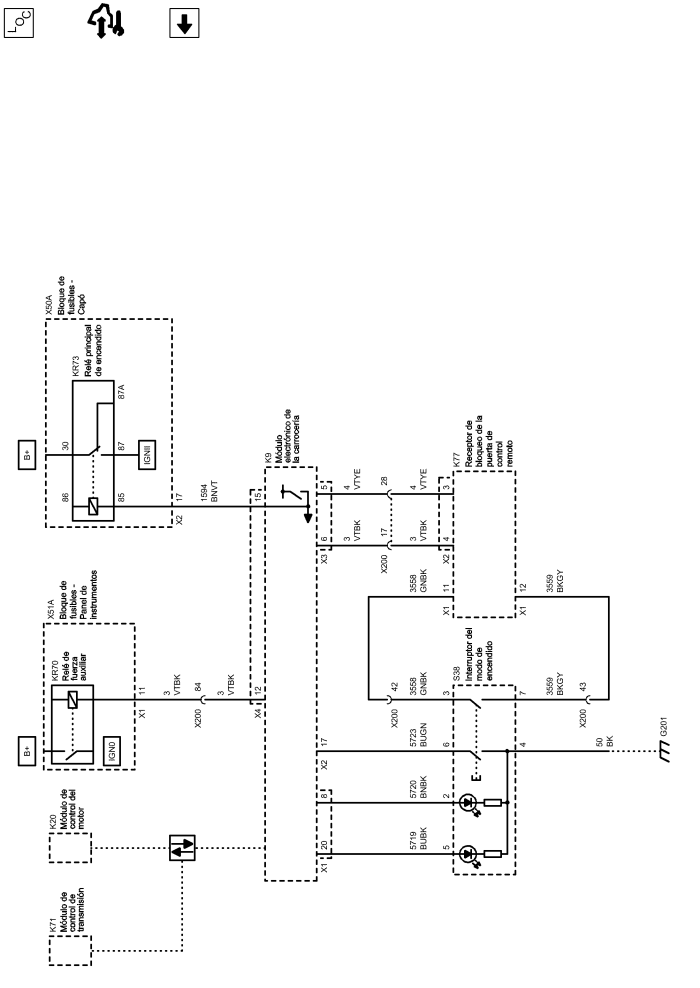 LOC
X50A
Bloque de
fusibles -
Capó
KR73
Relé principal
de encendido
B+
30
86
87A
87
85
IGNII
17
X2
1594
BNVT
15
X51A
Bloque de
fusibles -
Panel de
instrumentos
KR70
Relé de
fuerza
auxiliar
B+
IGN0
11
X1
3
VTBK
84
X200
3
VTBK
12
X4
K20
Módulo de
control del
motor
K71
Módulo de
control de
transmisión
K9
Módulo
electrónico de
la carrocería
5
6
X3
4
VTYE
3
VTBK
28
17
X200
4
VTYE
3
VTBK
3
4
X2
K77
Receptor de
bloqueo de la
puerta de
control
remoto
3558
GNBK
11
X1
12
X1
3559
BKGY
42
X200
3558
GNBK
3
S38
Interruptor del
modo de
encendido
7
3559
BKGY
43
X200
17
X2
5723
BUGN
6
8
5720
BNBK
2
20
X1
5719
BUBK
5
4
50
BK
G201